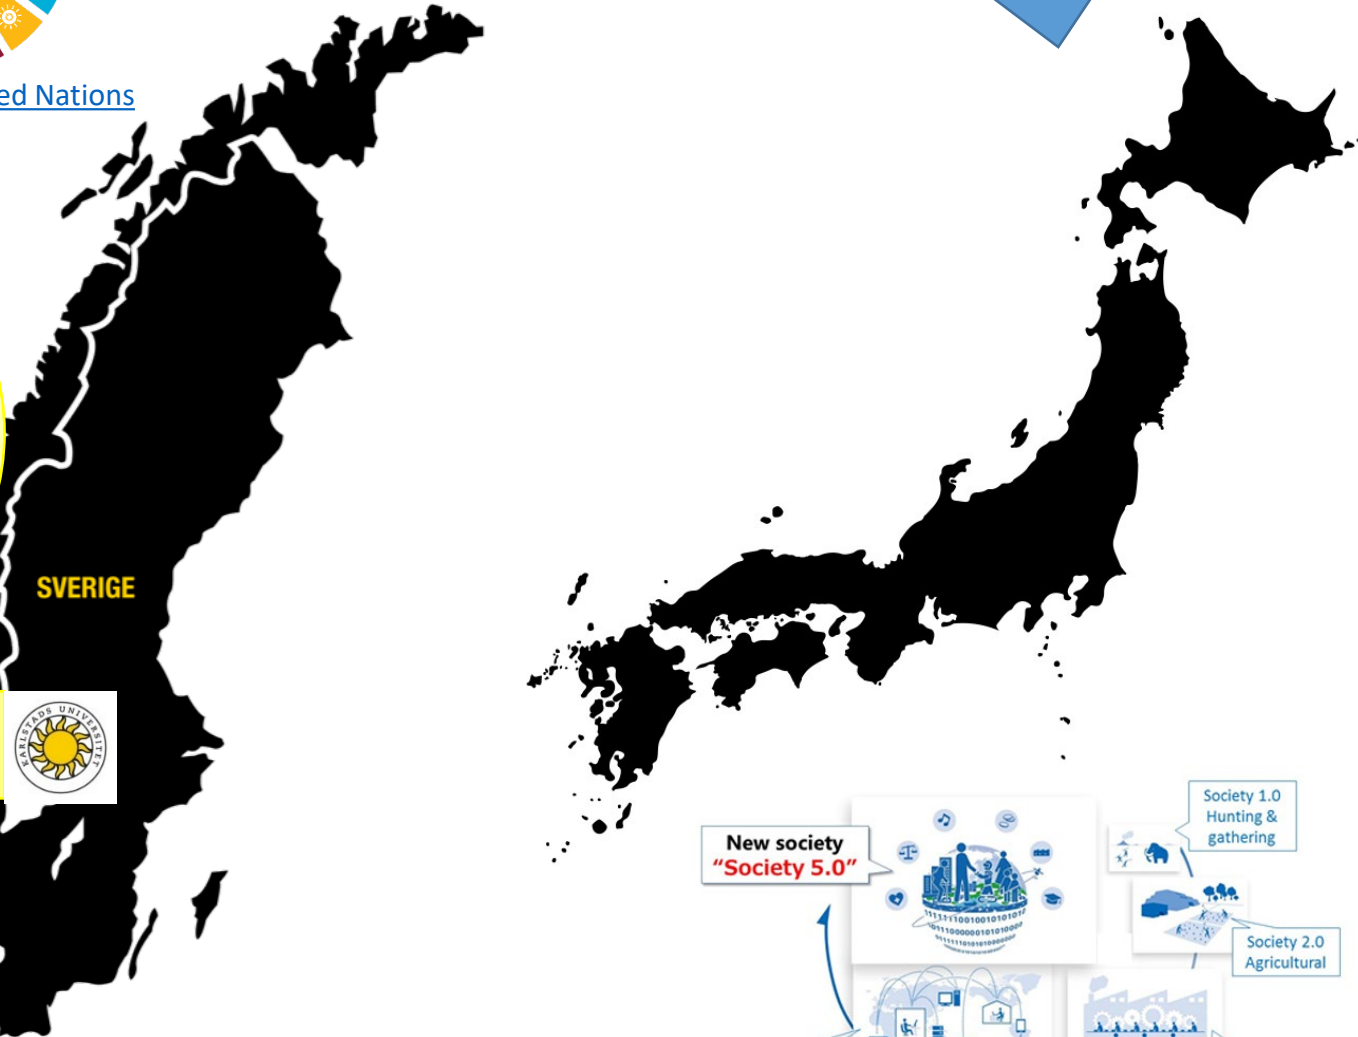 ed Nations
SVERIGE
KARLSTADS UNIVERSITET
New society
“Society 5.0”
Society 1.0
Hunting &
gathering
Society 2.0
Agricultural